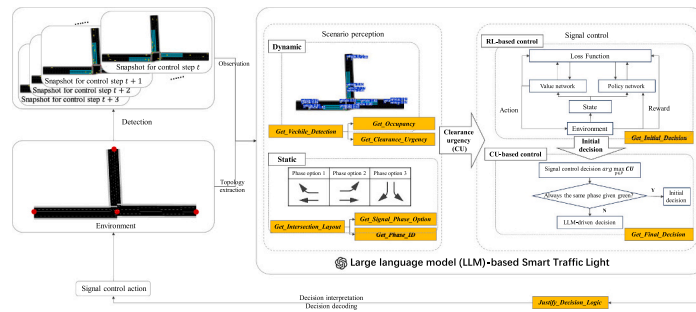 Snapshot for control step t
......
Snapshot for control step t + 1
Snapshot for control step t + 2
Snapshot for control step t + 3
......
Detection
Environment
Signal control action
Observation
Topology
extraction
Scenario perception
Dynamic
Get_Vechile_Detection
Get_Occupancy
Get_Clearance_Urgency
Static
Phase option 1
Phase option 2
Phase option 3
Get_Intersection_Layout
Get_Signal_Phase_Option
Get_Phase_ID
Clearance
urgency (CU)
Signal control
RL-based control
Loss Function
Value network
Policy network
State
Action
Reward
Environment
Get_Initial_Decision
Initial
decision
CU-based control
Signal control decision arg max CU
p∈P
Always the same phase given green?
Y
Initial
decision
N
LLM-driven decision
Get_Final_Decision
Large language model (LLM)-based Smart Traffic Light
Decision interpretation
Decision decoding
Justify_Decision_Logic